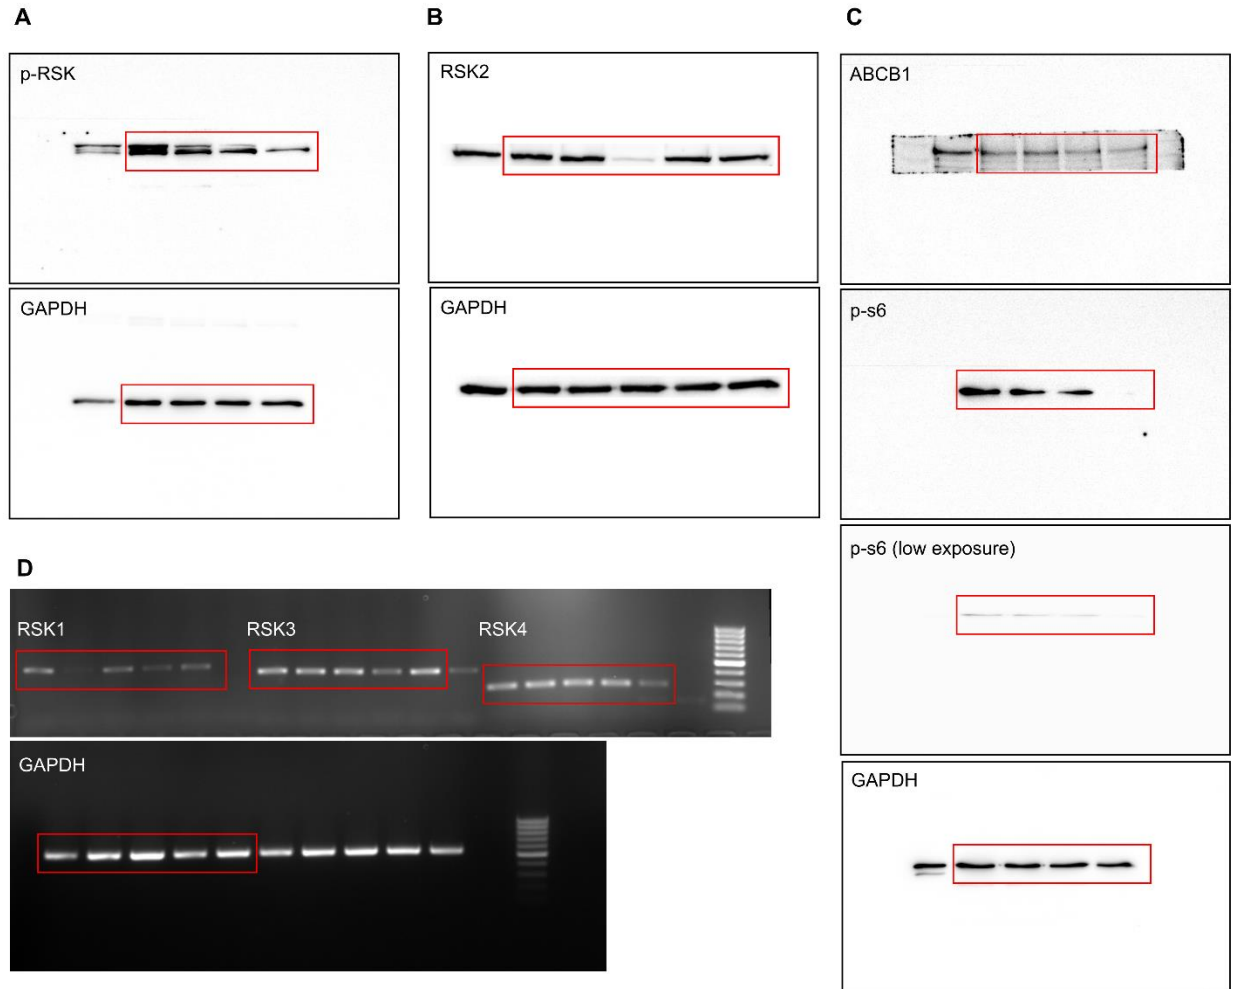 A
B
C
p-RSK
RSK2
ABCB1
GAPDH
GAPDH
p-s6
p-s6 (low exposure)
D
RSK1
RSK3
RSK4
GAPDH
GAPDH